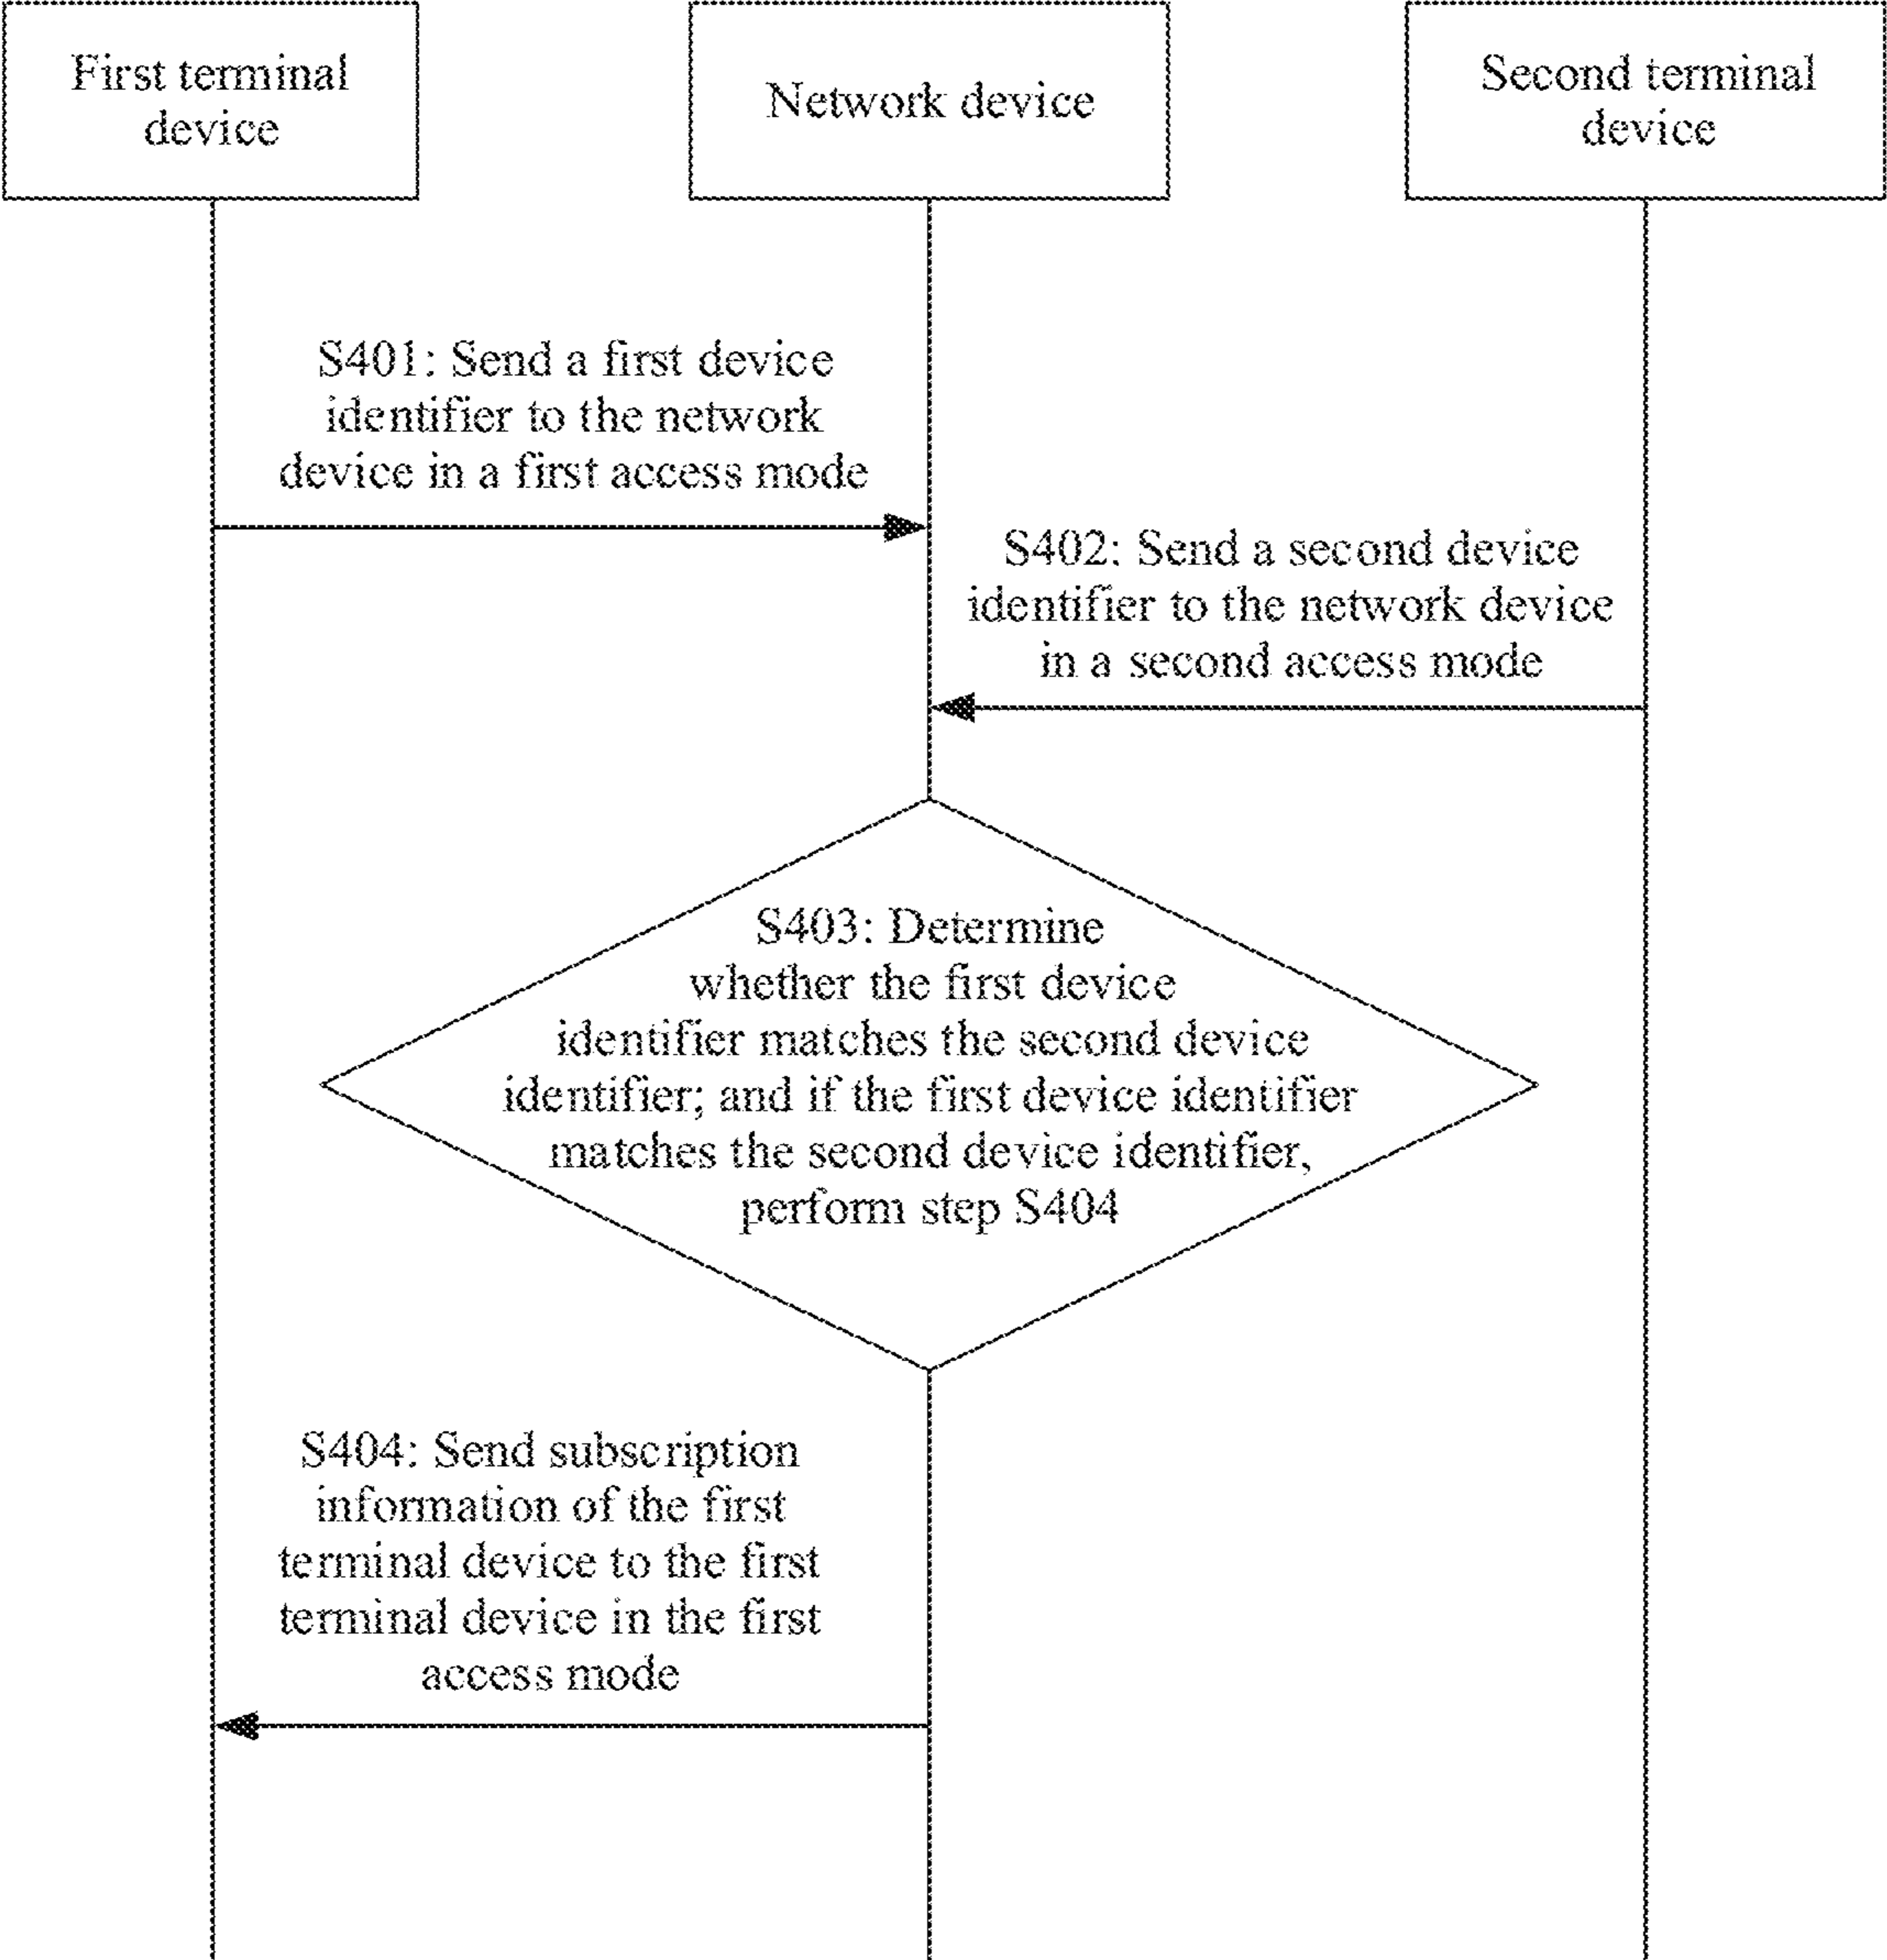 First terminal
device
Network device
Second terminal
device
S401: Send a first device
identifier to the network
device in a first access mode
S402: Send a second device
identifier to the network device
in a second access mode
S403: Determine
whether the first device
identifier matches the second device
identifier; and if the first device identifier
matches the second device identifier,
perform step S404
S404: Send subscription
information of the first
terminal device to the first
terminal device in the first
access mode